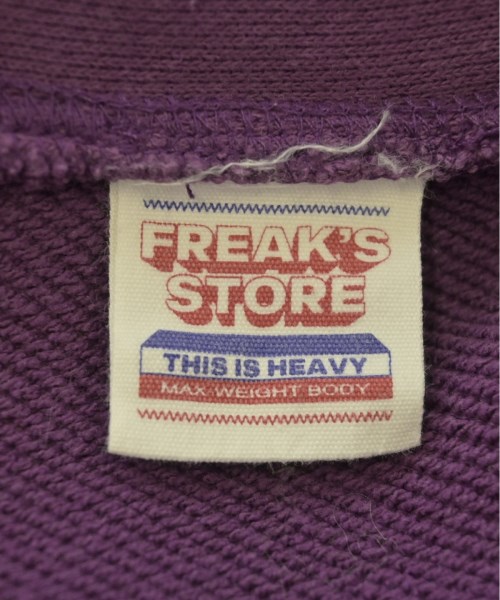 FREAK'S
STORE
THIS IS HEAVY
MAX WEIGHT BODY